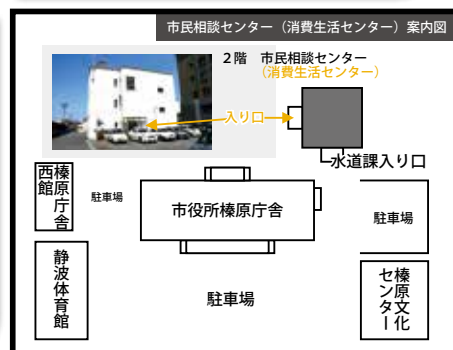 市民相談センター（消費生活センター）案内図
2階　市民相談センター
（消費生活センター）
入り口
水道課入り口
榛原庁舎
西館
駐車場
市役所榛原庁舎
駐車場
静波体育館
駐車場
榛原文化
センター